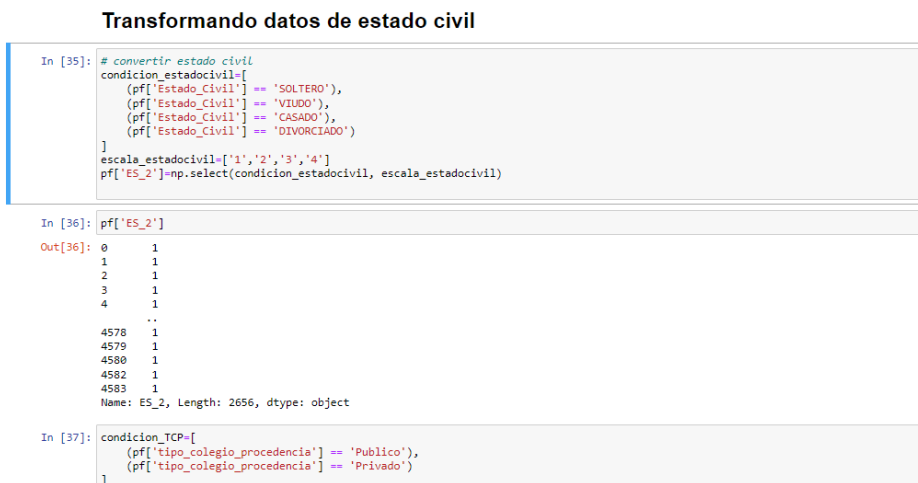 Transformando datos de estado civil
In [35]: # convertir estado civil
condicion_estadocivil=[
(pf['Estado_Civil'] == 'SOLTERO'),
(pf['Estado_Civil'] == 'VIUDO'),
(pf['Estado_Civil'] == 'CASADO'),
(pf['Estado_Civil'] == 'DIVORCIADO')
]
escala_estadocivil=['1','2','3','4']
pf['ES_2']=np.select(condicion_estadocivil, escala_estadocivil)
In [36]: pf['ES_2']
Out[36]: 0 1
1 1
2 1
3 1
4 1
..
4578 1
4579 1
4580 1
4582 1
4583 1
Name: ES_2, Length: 2656, dtype: object
In [37]: condicion_TCP=[
(pf['tipo_colegio_procedencia'] == 'Publico'),
(pf['tipo_colegio_procedencia'] == 'Privado')
]